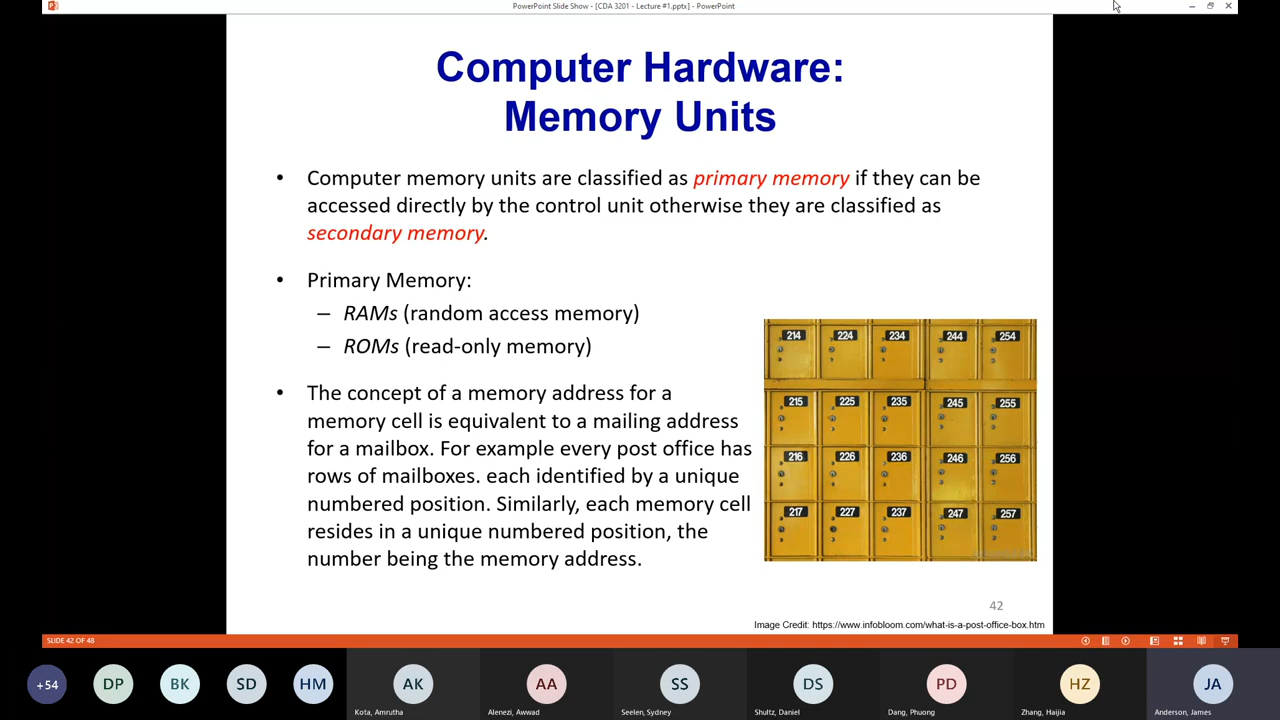 PowerPoint Slide Show - [CDA 3201 - Lecture #1.pptx] - PowerPoint
Computer Hardware:
Memory Units
• Computer memory units are classified as primary memory if they can be
accessed directly by the control unit otherwise they are classified as
secondary memory.
• Primary Memory:
– RAMs (random access memory)
– ROMs (read-only memory)
• The concept of a memory address for a
memory cell is equivalent to a mailing address
for a mailbox. For example every post office has
rows of mailboxes. each identified by a unique
numbered position. Similarly, each memory cell
resides in a unique numbered position, the
number being the memory address.
214 224 234 244 254
215 225 235 245 255
216 226 236 246 256
217 227 237 247 257
42
Image Credit: https://www.infobloom.com/what-is-a-post-office-box.htm
SLIDE 42 OF 48
+54 DP BK SD HM AK AA SS DS PD HZ JA
Kota, Amrutha Alenezi, Awwad Seelen, Sydney Shultz, Daniel Dang, Phuong Zhang, Haijia Anderson, James